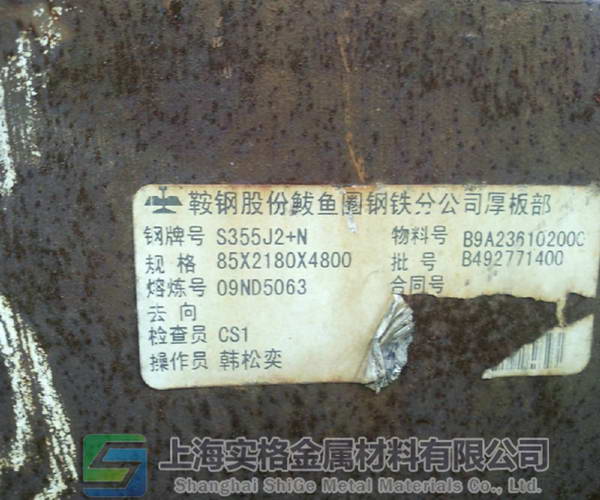 鞍钢股份鲅鱼圈钢铁分公司厚板部
钢牌号 S355J2+N 物料号 B9A236102000
规格 85X2180X4800 批号 B492771400
熔炼号 09ND5063 合同号
去向
检查员 CS1
操作员 韩松奕
上海实格金属材料有限公司
Shanghai ShiGe Metal Materials Co., Ltd.